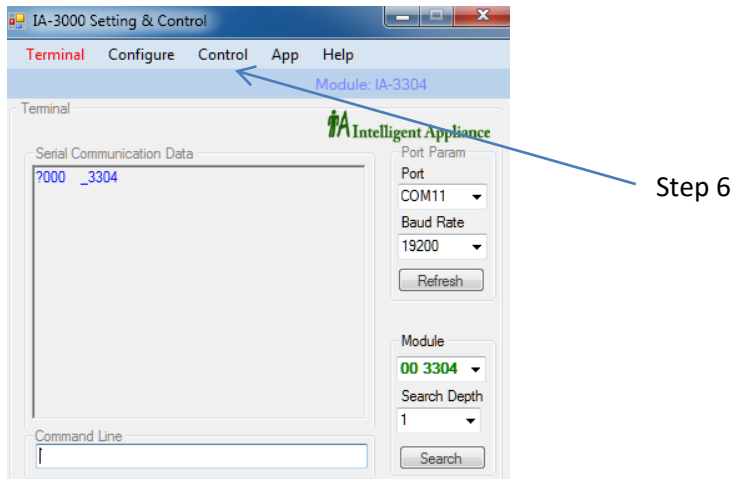 IA-3000 Setting & Control
Terminal Configure Control App Help
Module: IA-3304
Terminal
iA Intelligent Appliance
Serial Communication Data
?000 _3304
Port Param
Port
COM11
Baud Rate
19200
Refresh
Step 6
Module
00 3304
Search Depth
1
Search
Command Line